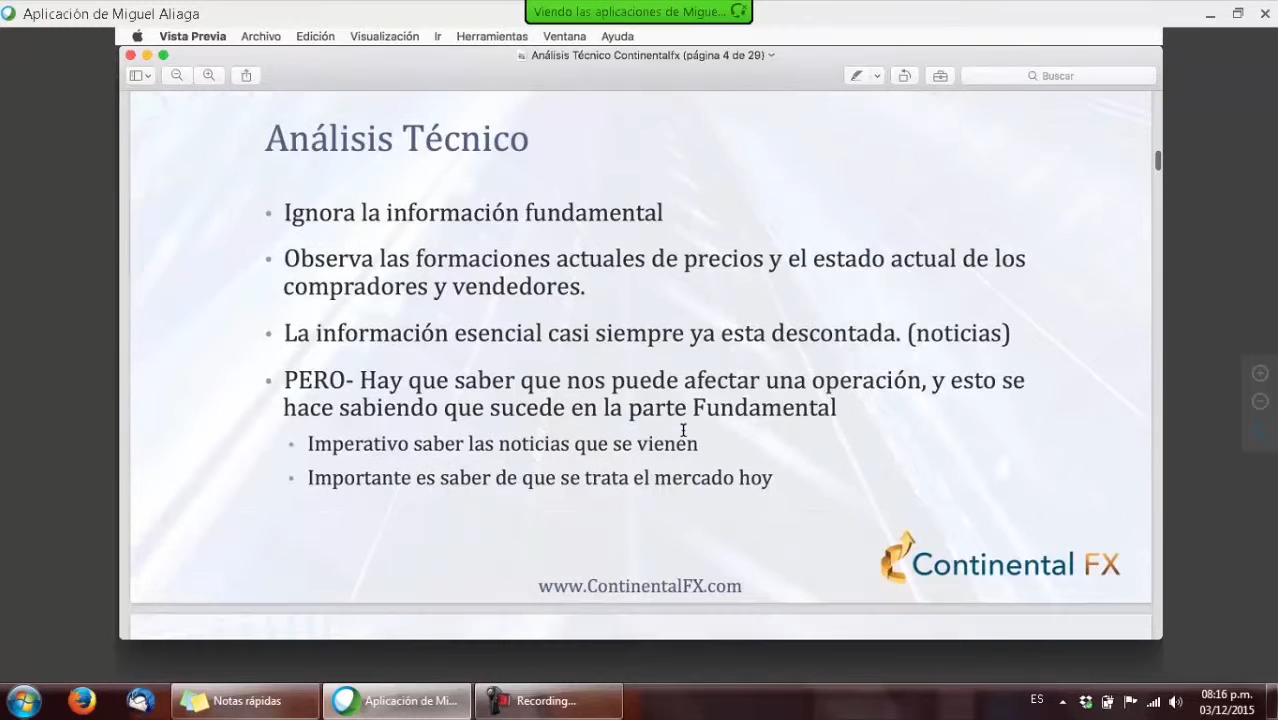 Aplicación de Miguel Aliaga
Viendo las aplicaciones de Migue...
Vista Previa Archivo Edición Visualización Ir Herramientas Ventana Ayuda
Análisis Técnico Continentalfx (página 4 de 29)
Buscar
Análisis Técnico
• Ignora la información fundamental
• Observa las formaciones actuales de precios y el estado actual de los
compradores y vendedores.
• La información esencial casi siempre ya esta descontada. (noticias)
• PERO- Hay que saber que nos puede afectar una operación, y esto se
hace sabiendo que sucede en la parte Fundamental
• Imperativo saber las noticias que se vienen
• Importante es saber de que se trata el mercado hoy
Continental FX
www.ContinentalFX.com
Notas rápidas
Aplicación de Mi...
Recording...
ES
08:16 p.m.
03/12/2015